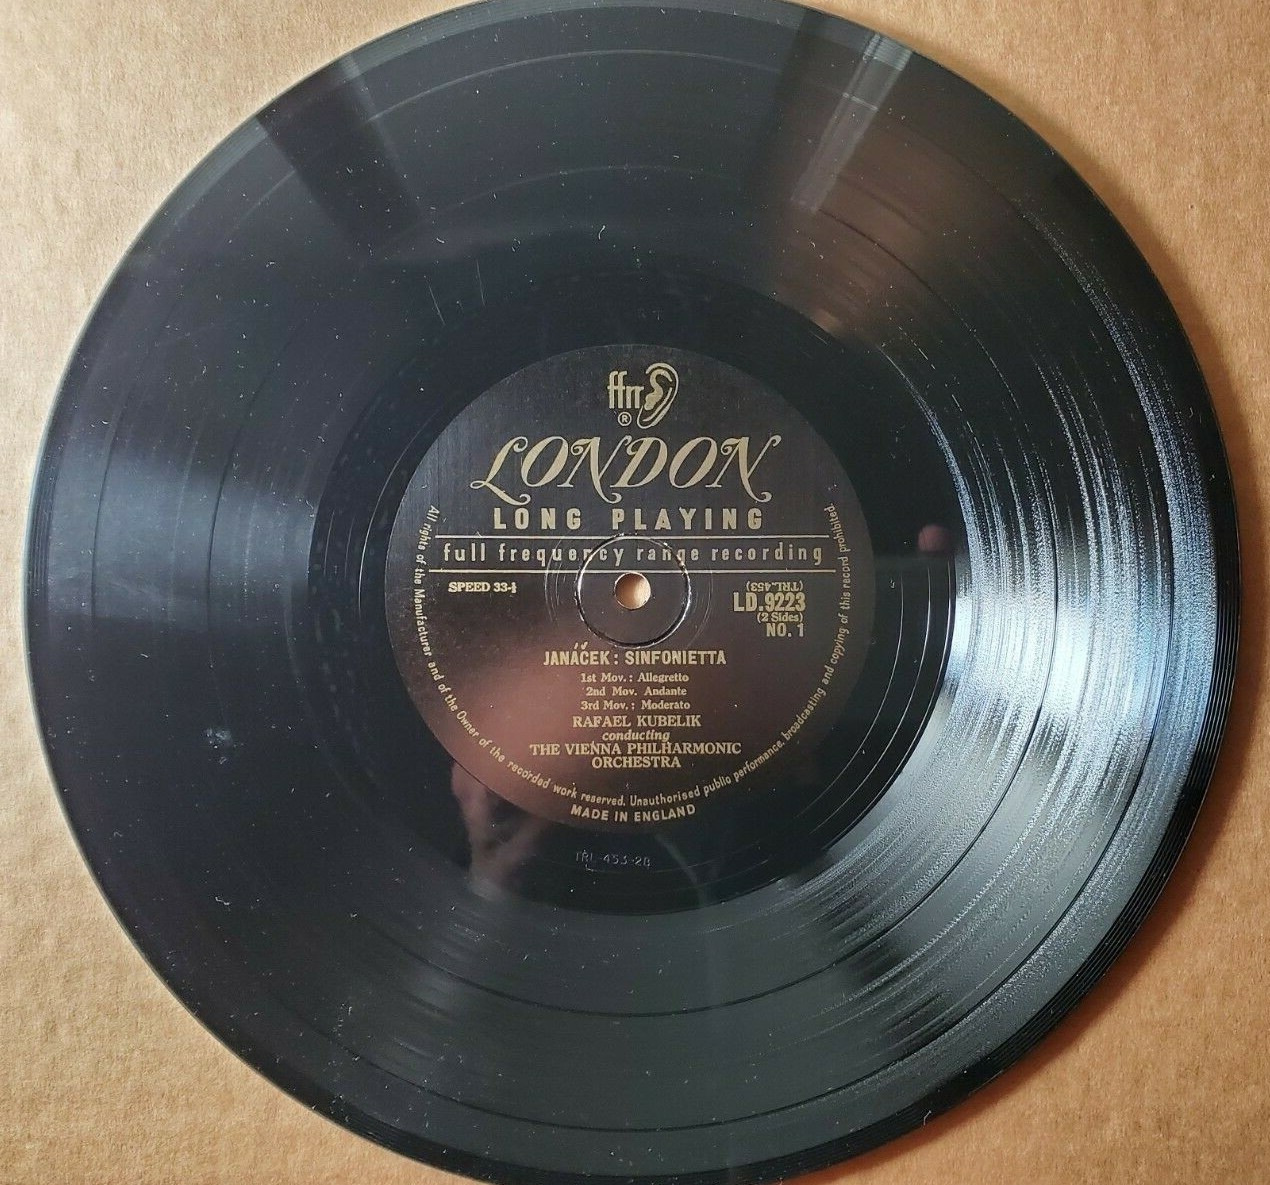 ffrr
®
LONDON
LONG PLAYING
full frequency range recording
SPEED 33-⅓
(TRL.453)
LD.9223
(2 Sides)
NO. 1
JANÁČEK: SINFONIETTA
1st Mov.: Allegretto
2nd Mov. Andante
3rd Mov.: Moderato
RAFAEL KUBELIK
conducting
THE VIENNA PHILHARMONIC
ORCHESTRA
All rights of the Manufacturer and of the Owner of the recorded work reserved. Unauthorised public performance, broadcasting and copying of this record prohibited.
MADE IN ENGLAND
TRL-453-2B